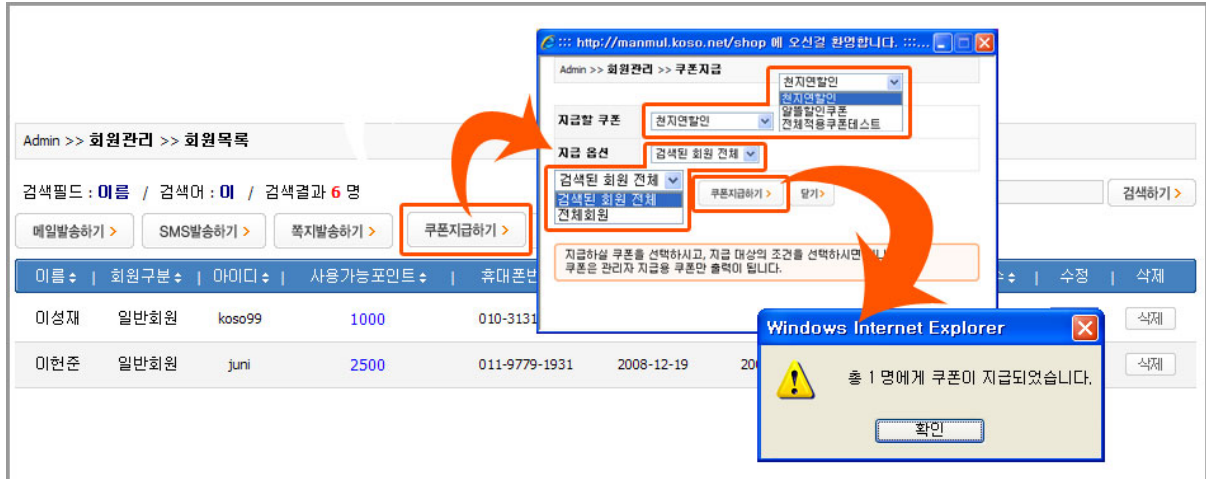 ::: http://manmul.koso.net/shop 에 오신걸 환영합니다. :::...
Admin >> 회원관리 >> 쿠폰지급
천지연할인
천지연할인
알뜰할인쿠폰
전체적용쿠폰테스트
지급할 쿠폰 천지연할인
지급 옵션 검색된 회원 전체
검색된 회원 전체
검색된 회원 전체
전체회원
쿠폰지급하기 > 닫기>
지급하실 쿠폰을 선택하시고, 지급 대상의 조건을 선택하시면
쿠폰은 관리자 지급용 쿠폰만 출력이 됩니다.
Admin >> 회원관리 >> 회원목록
검색필드 : 이름 / 검색어 : 이 / 검색결과 6 명 검색하기 >
메일발송하기 > SMS발송하기 > 쪽지발송하기 > 쿠폰지급하기 >
이름 | 회원구분 | 아이디 | 사용가능포인트 | 휴대폰번 수정 | 삭제
이성재 일반회원 koso99 1000 010-3131 삭제
이현준 일반회원 juni 2500 011-9779-1931 2008-12-19 삭제
Windows Internet Explorer
총 1 명에게 쿠폰이 지급되었습니다.
확인